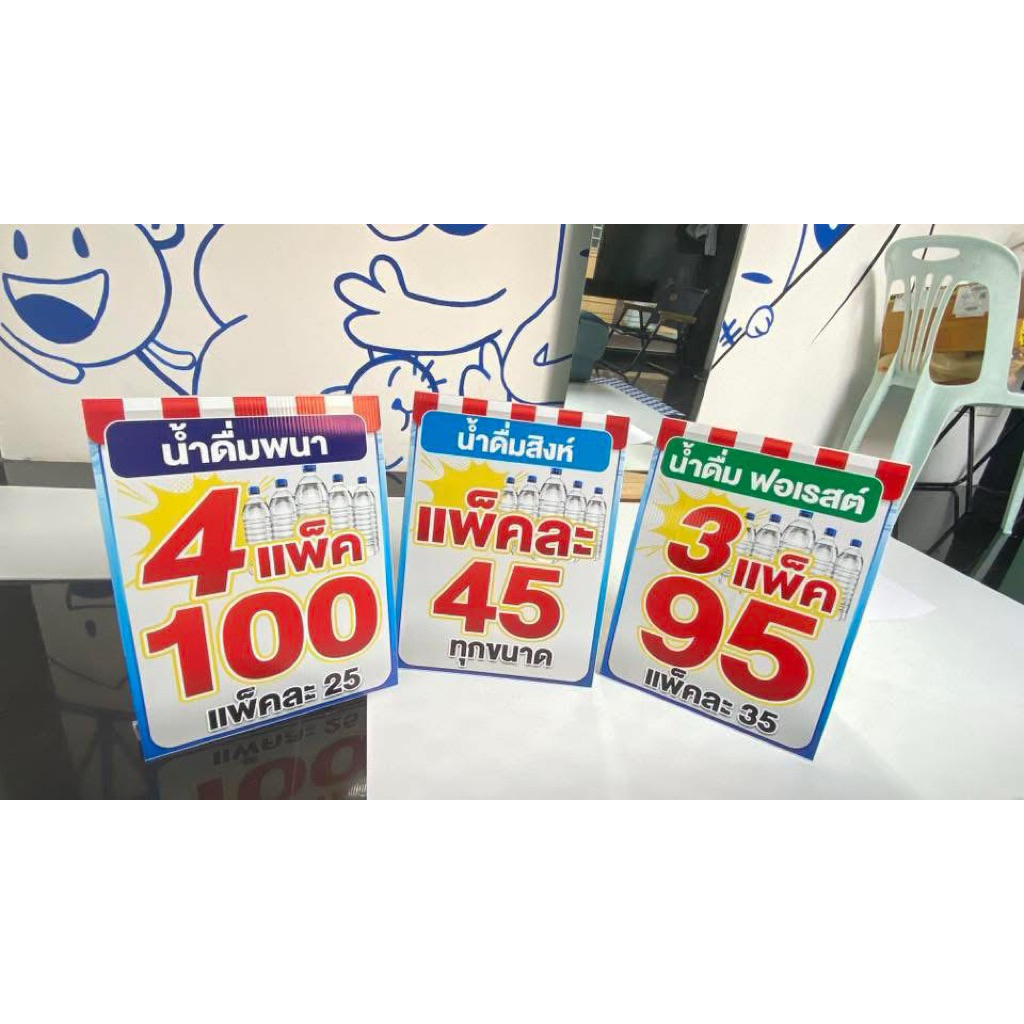 น้ำดื่มพนา
4 แพ็ค
100
แพ็คละ 25
น้ำดื่มสิงห์
แพ็คละ
45
ทุกขนาด
น้ำดื่ม ฟอเรสต์
3 แพ็ค
95
แพ็คละ 35